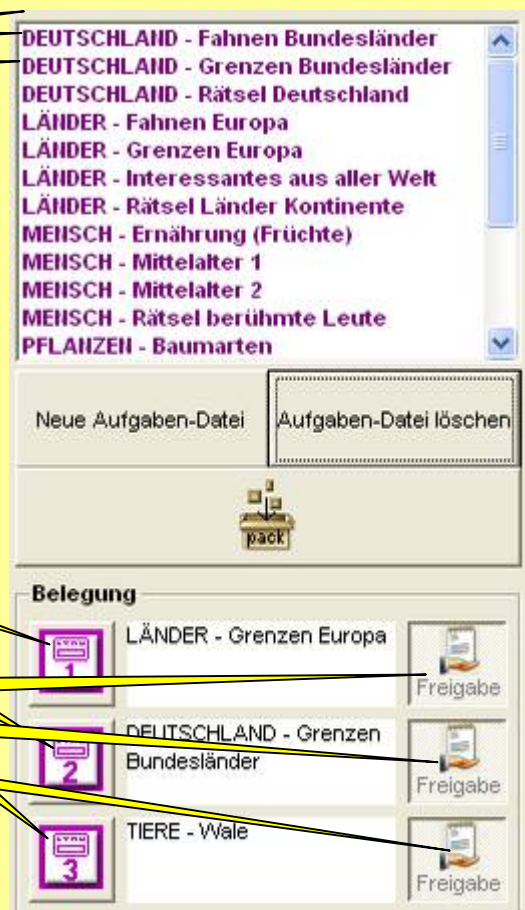 DEUTSCHLAND - Fahnen Bundesländer
DEUTSCHLAND - Grenzen Bundesländer
DEUTSCHLAND - Rätsel Deutschland
LÄNDER - Fahnen Europa
LÄNDER - Grenzen Europa
LÄNDER - Interessantes aus aller Welt
LÄNDER - Rätsel Länder Kontinente
MENSCH - Ernährung (Früchte)
MENSCH - Mittelalter 1
MENSCH - Mittelalter 2
MENSCH - Rätsel berühmte Leute
PFLANZEN - Baumarten
Neue Aufgaben-Datei
Aufgaben-Datei löschen
pack
Belegung
1
LÄNDER - Grenzen Europa
Freigabe
2
DEUTSCHLAND - Grenzen
Bundesländer
Freigabe
3
TIERE - Wale
Freigabe